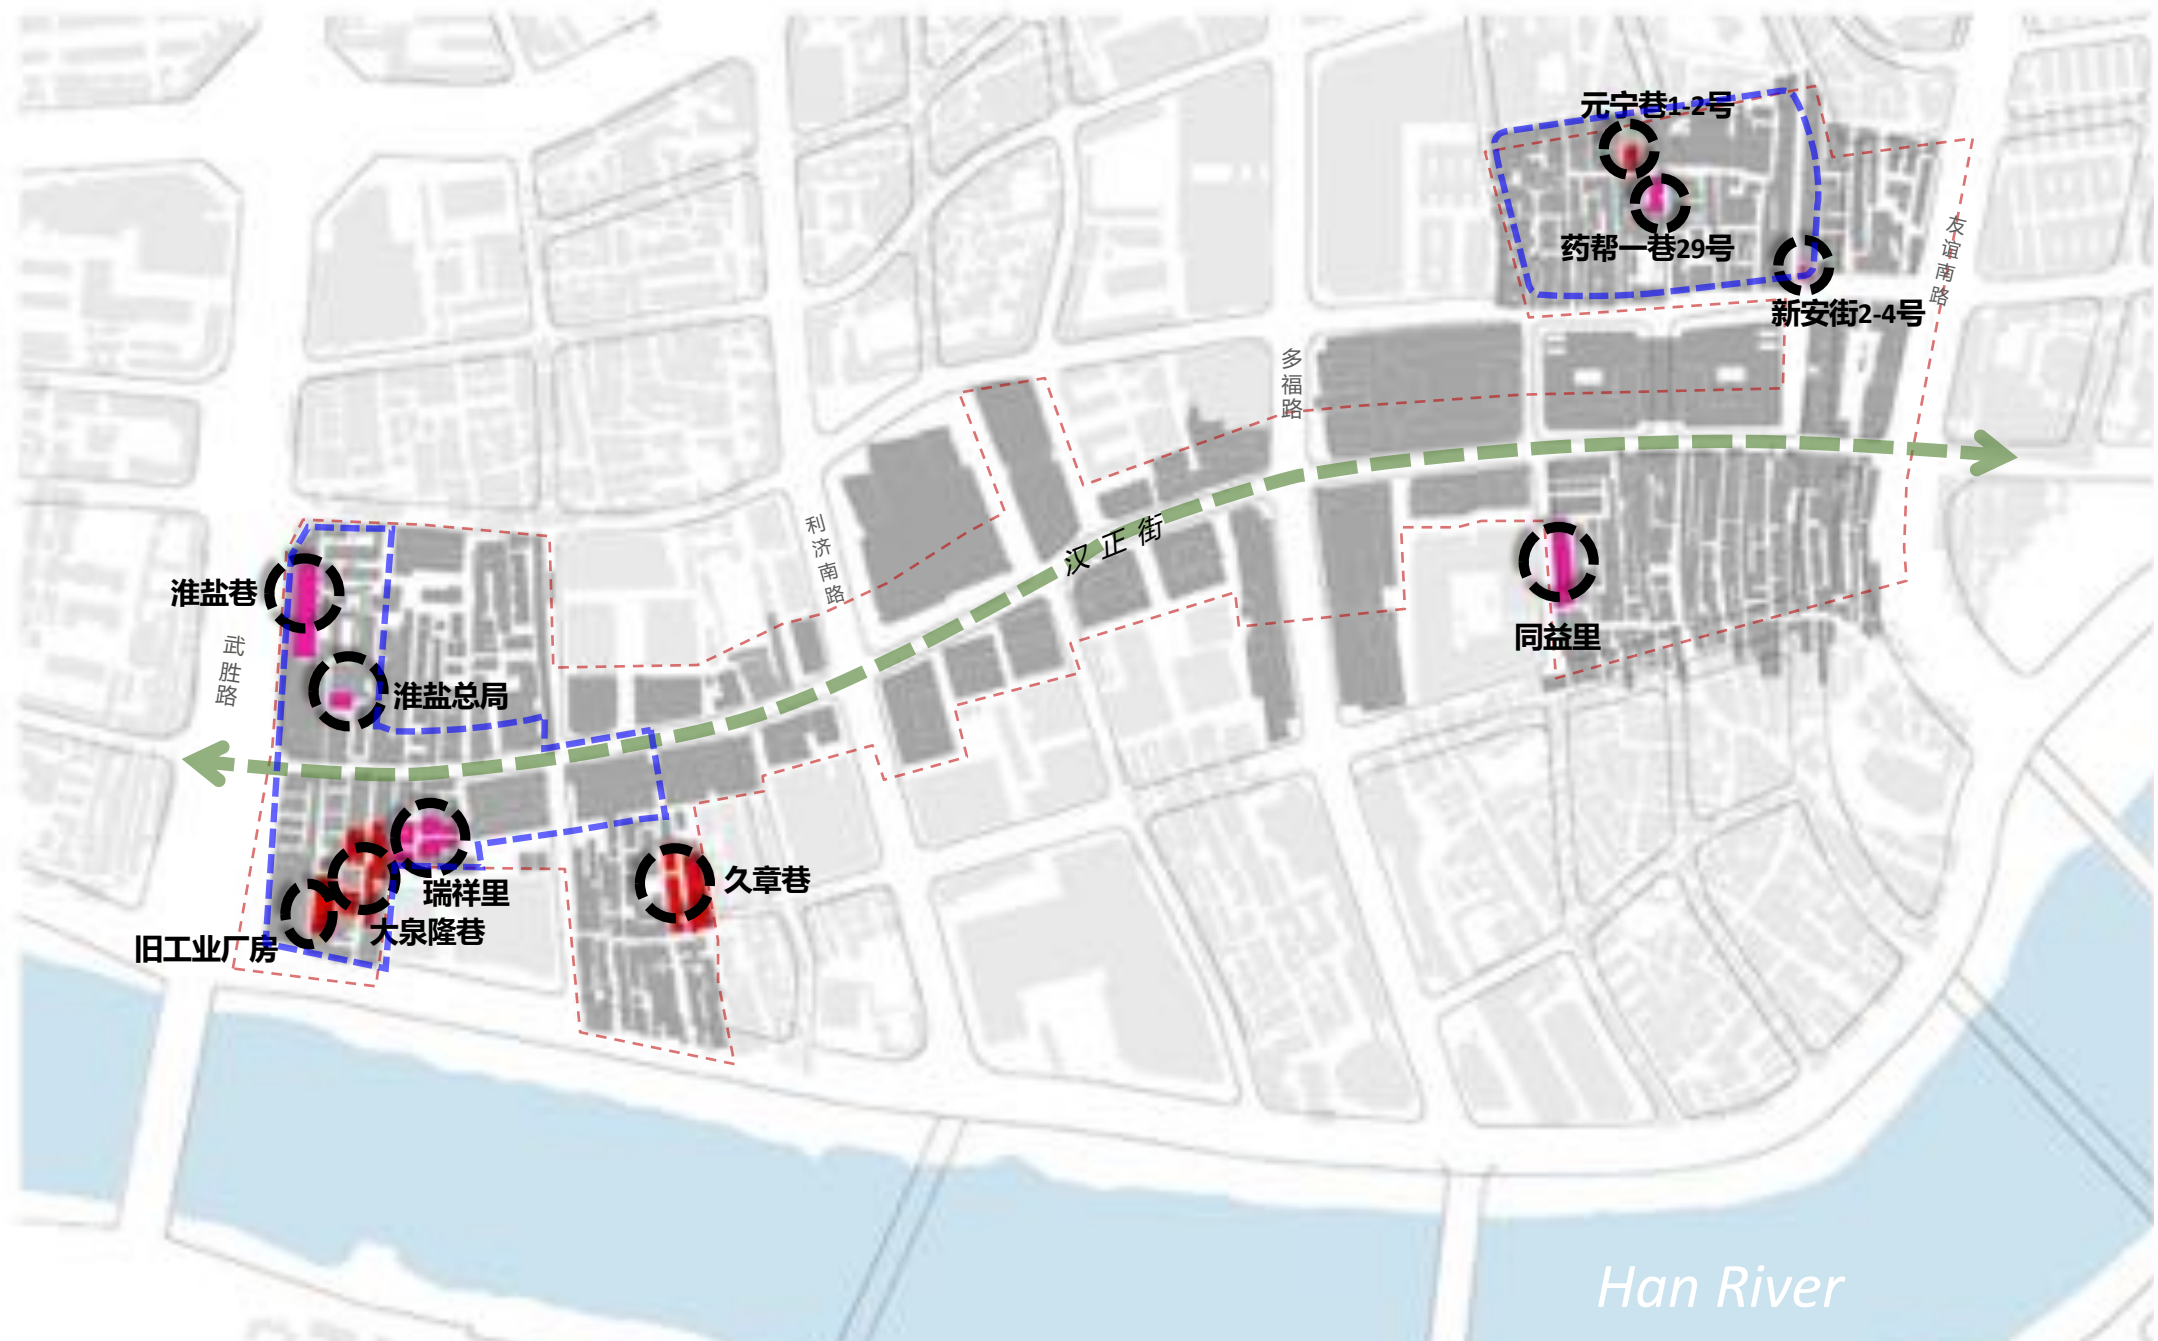 元宁巷1-2号
药帮一巷29号
友谊南路
新安街2-4号
多福路
汉正街
利济南路
淮盐巷
同益里
武胜路
淮盐总局
瑞祥里
久章巷
大泉隆巷
旧工业厂房
Han River